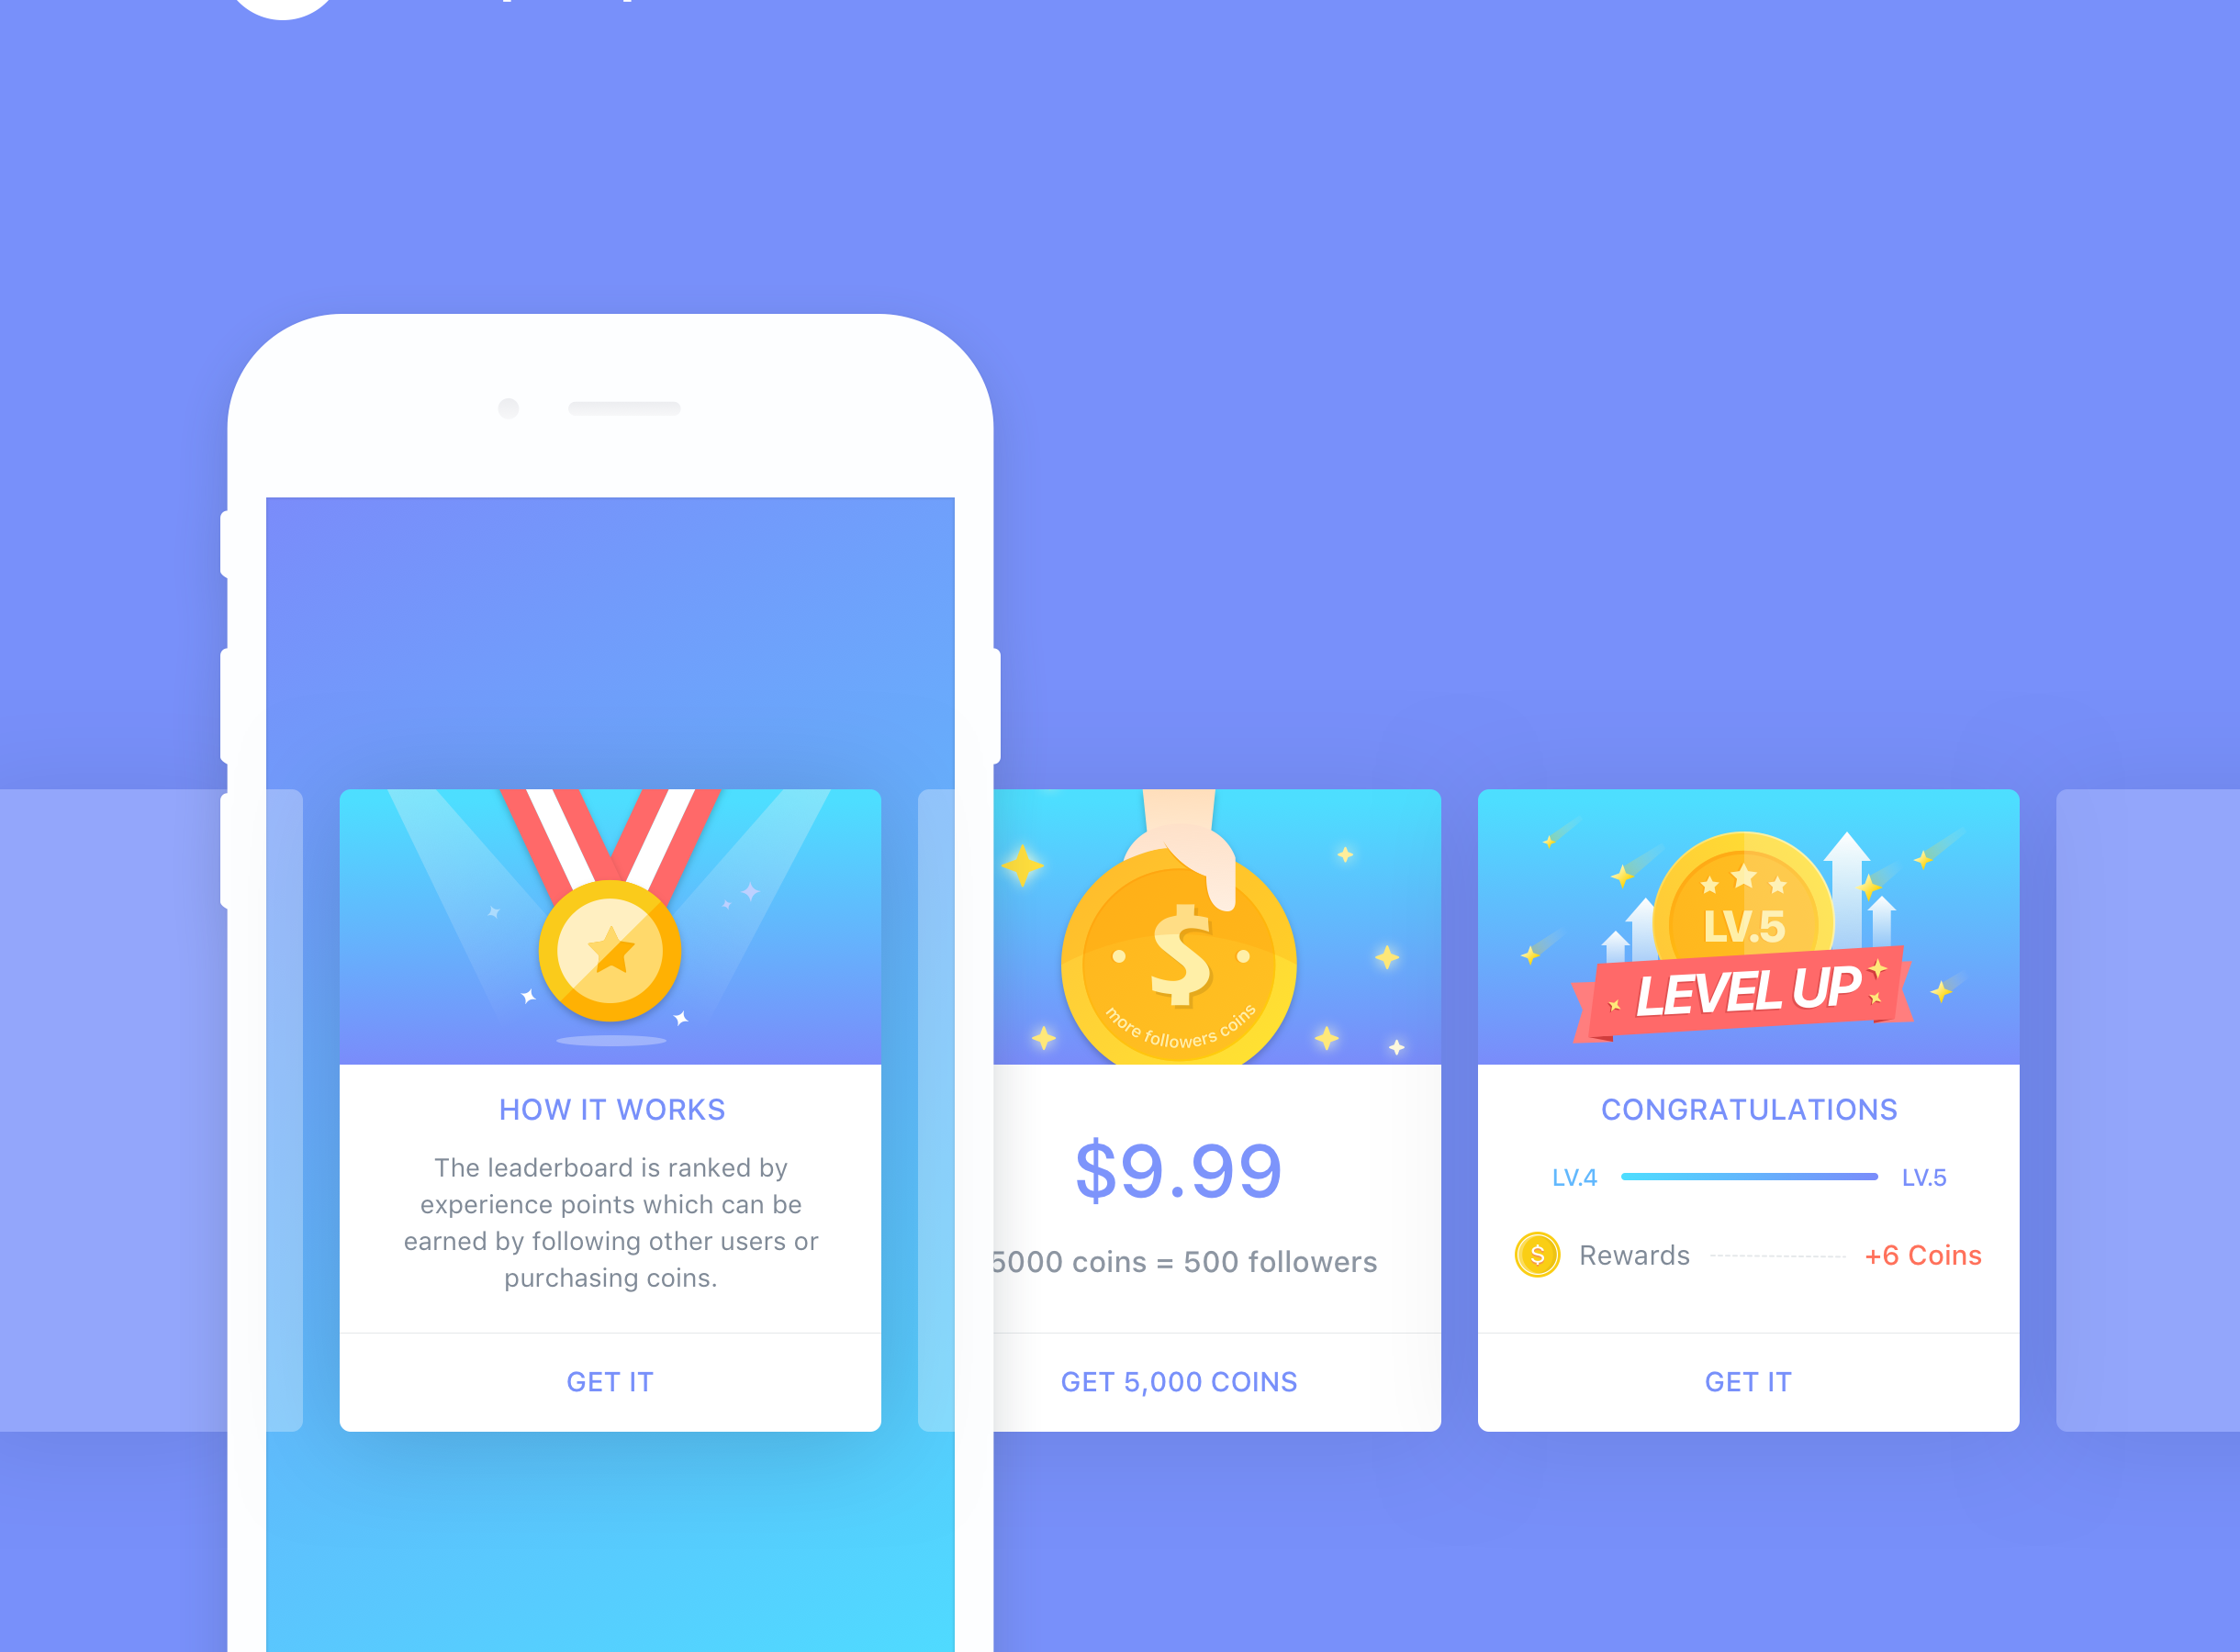 HOW IT WORKS
The leaderboard is ranked by
experience points which can be
earned by following other users or
purchasing coins.
GET IT
$
more followers coins
$9.99
5000 coins = 500 followers
GET 5,000 COINS
LV.5
LEVEL UP
CONGRATULATIONS
LV.4 LV.5
$ Rewards +6 Coins
GET IT